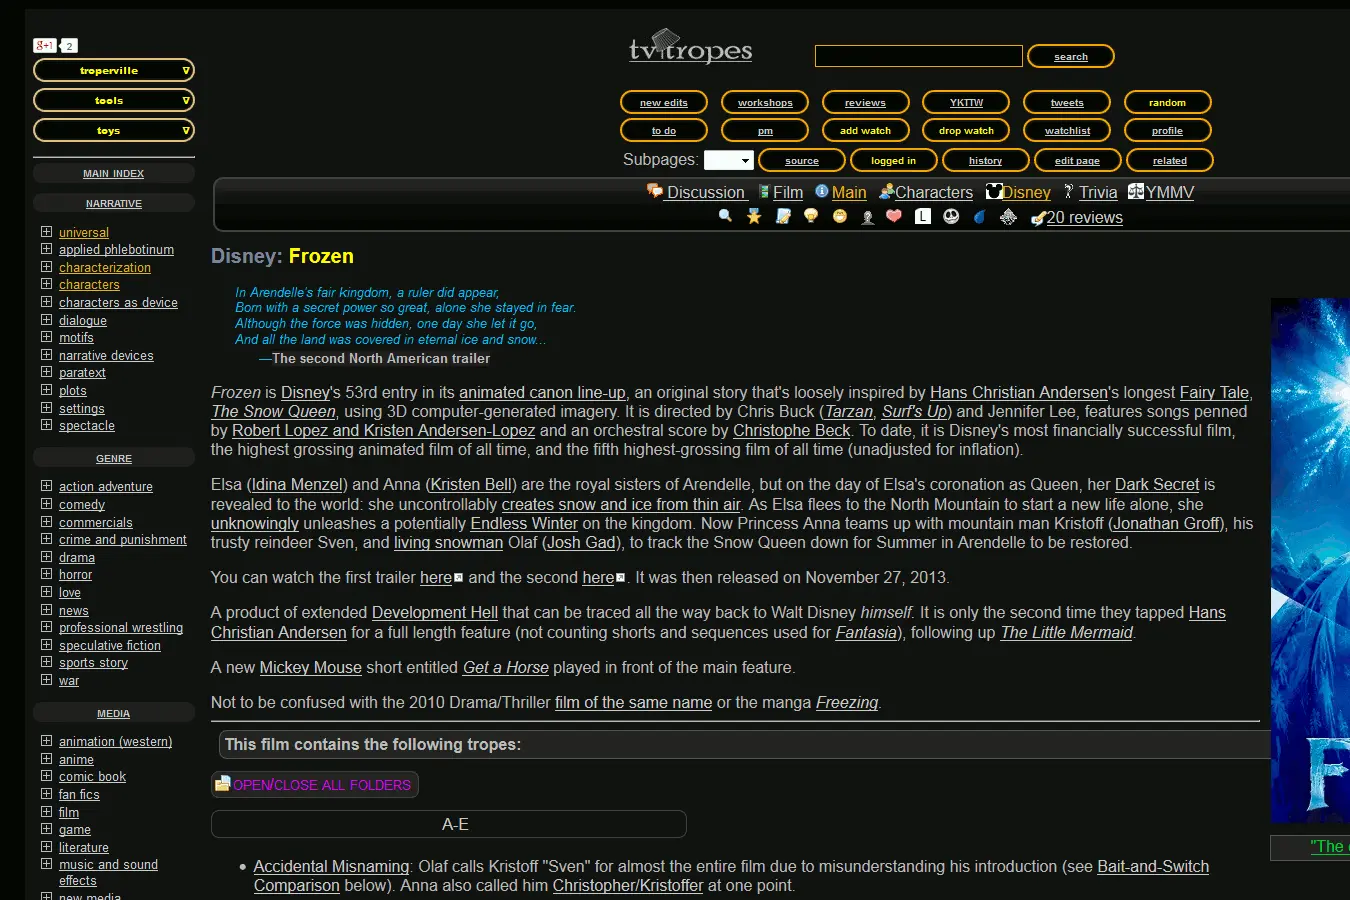 g+1 2
tv tropes
search
troperville
tools
toys
new edits workshops reviews YKTTW tweets random
to do pm add watch drop watch watchlist profile
Subpages: source logged in history edit page related
Discussion Film Main Characters Disney Trivia YMMV
L 20 reviews
MAIN INDEX
NARRATIVE
universal
applied phlebotinum
characterization
characters
characters as device
dialogue
motifs
narrative devices
paratext
plots
settings
spectacle
GENRE
action adventure
comedy
commercials
crime and punishment
drama
horror
love
news
professional wrestling
speculative fiction
sports story
war
MEDIA
animation (western)
anime
comic book
fan fics
film
game
literature
music and sound
effects
new media
Disney: Frozen
In Arendelle's fair kingdom, a ruler did appear,
Born with a secret power so great, alone she stayed in fear.
Although the force was hidden, one day she let it go,
And all the land was covered in eternal ice and snow...
—The second North American trailer
Frozen is Disney's 53rd entry in its animated canon line-up, an original story that's loosely inspired by Hans Christian Andersen's longest Fairy Tale,
The Snow Queen, using 3D computer-generated imagery. It is directed by Chris Buck (Tarzan, Surf's Up) and Jennifer Lee, features songs penned
by Robert Lopez and Kristen Andersen-Lopez and an orchestral score by Christophe Beck. To date, it is Disney's most financially successful film,
the highest grossing animated film of all time, and the fifth highest-grossing film of all time (unadjusted for inflation).
Elsa (Idina Menzel) and Anna (Kristen Bell) are the royal sisters of Arendelle, but on the day of Elsa's coronation as Queen, her Dark Secret is
revealed to the world: she uncontrollably creates snow and ice from thin air. As Elsa flees to the North Mountain to start a new life alone, she
unknowingly unleashes a potentially Endless Winter on the kingdom. Now Princess Anna teams up with mountain man Kristoff (Jonathan Groff), his
trusty reindeer Sven, and living snowman Olaf (Josh Gad), to track the Snow Queen down for Summer in Arendelle to be restored.
You can watch the first trailer here and the second here. It was then released on November 27, 2013.
A product of extended Development Hell that can be traced all the way back to Walt Disney himself. It is only the second time they tapped Hans
Christian Andersen for a full length feature (not counting shorts and sequences used for Fantasia), following up The Little Mermaid.
A new Mickey Mouse short entitled Get a Horse played in front of the main feature.
Not to be confused with the 2010 Drama/Thriller film of the same name or the manga Freezing.
This film contains the following tropes:
OPEN/CLOSE ALL FOLDERS
A-E
• Accidental Misnaming: Olaf calls Kristoff "Sven" for almost the entire film due to misunderstanding his introduction (see Bait-and-Switch
Comparison below). Anna also called him Christopher/Kristoffer at one point.
F
"The